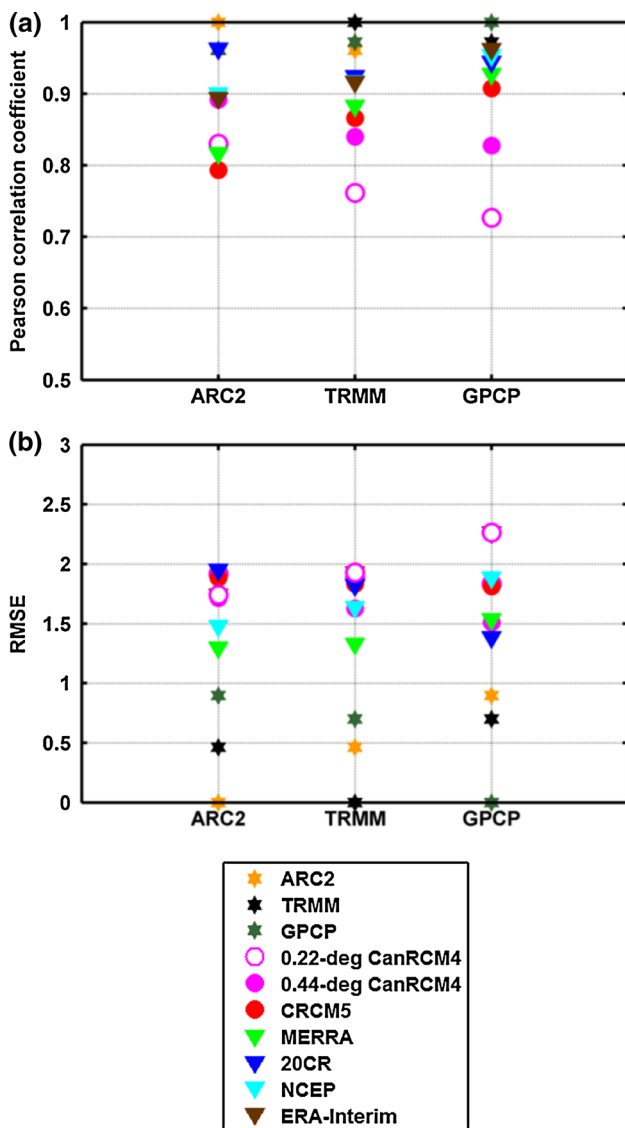 (a)
Pearson correlation coefficient
1
0.9
0.8
0.7
0.6
0.5
ARC2 TRMM GPCP
(b)
RMSE
3
2.5
2
1.5
1
0.5
0
ARC2 TRMM GPCP
ARC2
TRMM
GPCP
0.22-deg CanRCM4
0.44-deg CanRCM4
CRCM5
MERRA
20CR
NCEP
ERA-Interim